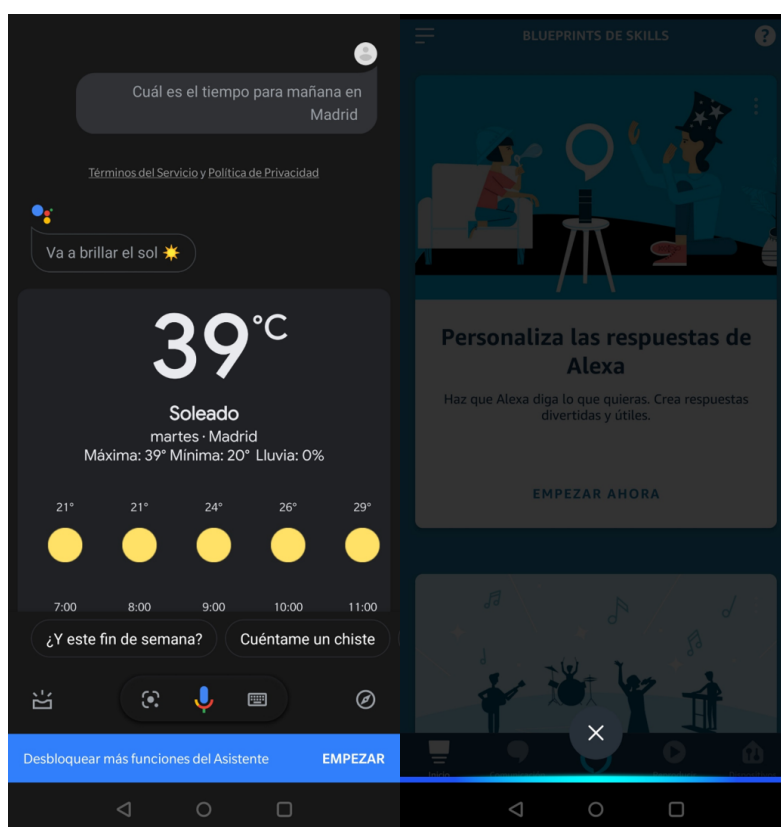 Cuál es el tiempo para mañana en
Madrid
Términos del Servicio y Política de Privacidad
Va a brillar el sol
39°C
Soleado
martes · Madrid
Máxima: 39° Mínima: 20° Lluvia: 0%
21° 21° 24° 26° 29°
7:00 8:00 9:00 10:00 11:00
¿Y este fin de semana? Cuéntame un chiste
Desbloquear más funciones del Asistente EMPEZAR
BLUEPRINTS DE SKILLS ?
Personaliza las respuestas de
Alexa
Haz que Alexa diga lo que quieras. Crea respuestas
divertidas y útiles.
EMPEZAR AHORA
Inicio